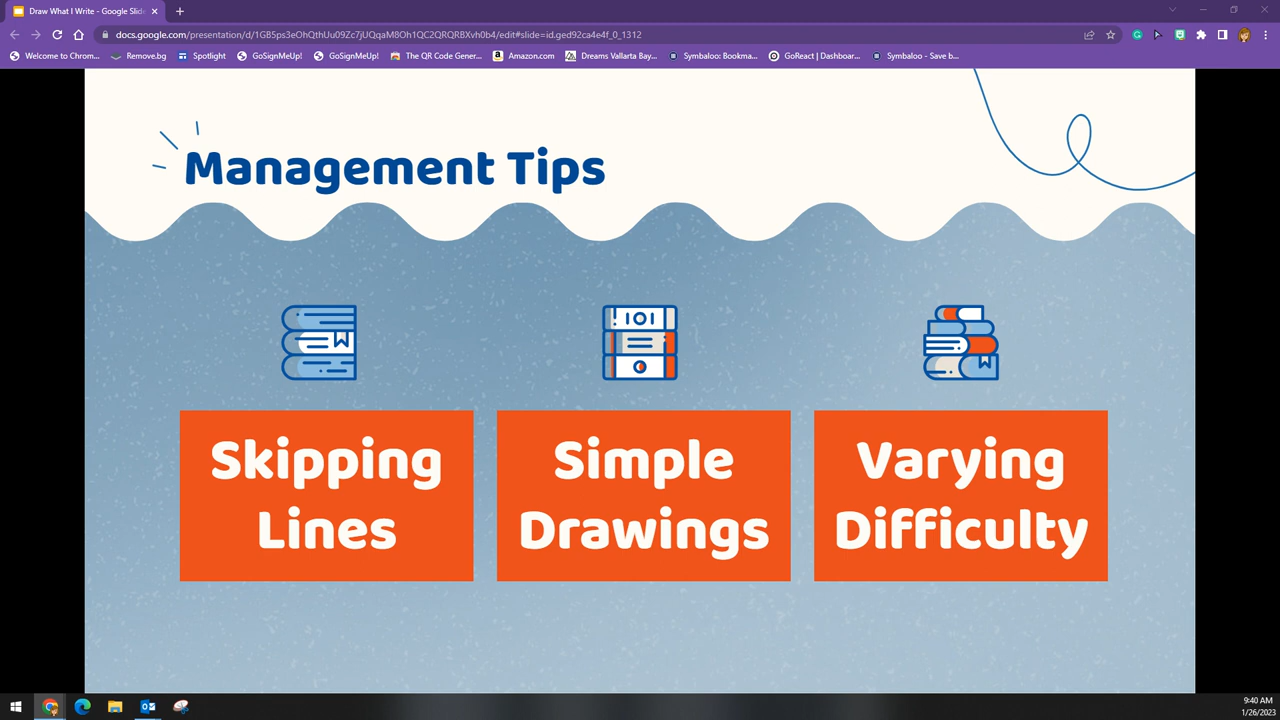 Draw What I Write - Google Slid
docs.google.com/presentation/d/1GB5ps3eOhQthUu09Zc7jUQqaM8Oh1QC2QRQRBXvh0b4/edit#slide=id.ged92ca4e4f_0_1312
Welcome to Chrom... Remove.bg Spotlight GoSignMeUp! GoSignMeUp! The QR Code Gener... Amazon.com Dreams Vallarta Bay... Symbaloo: Bookma... GoReact | Dashboar... Symbaloo - Save b...
Management Tips
101
Skipping
Lines
Simple
Drawings
Varying
Difficulty
9:40 AM
1/26/2023